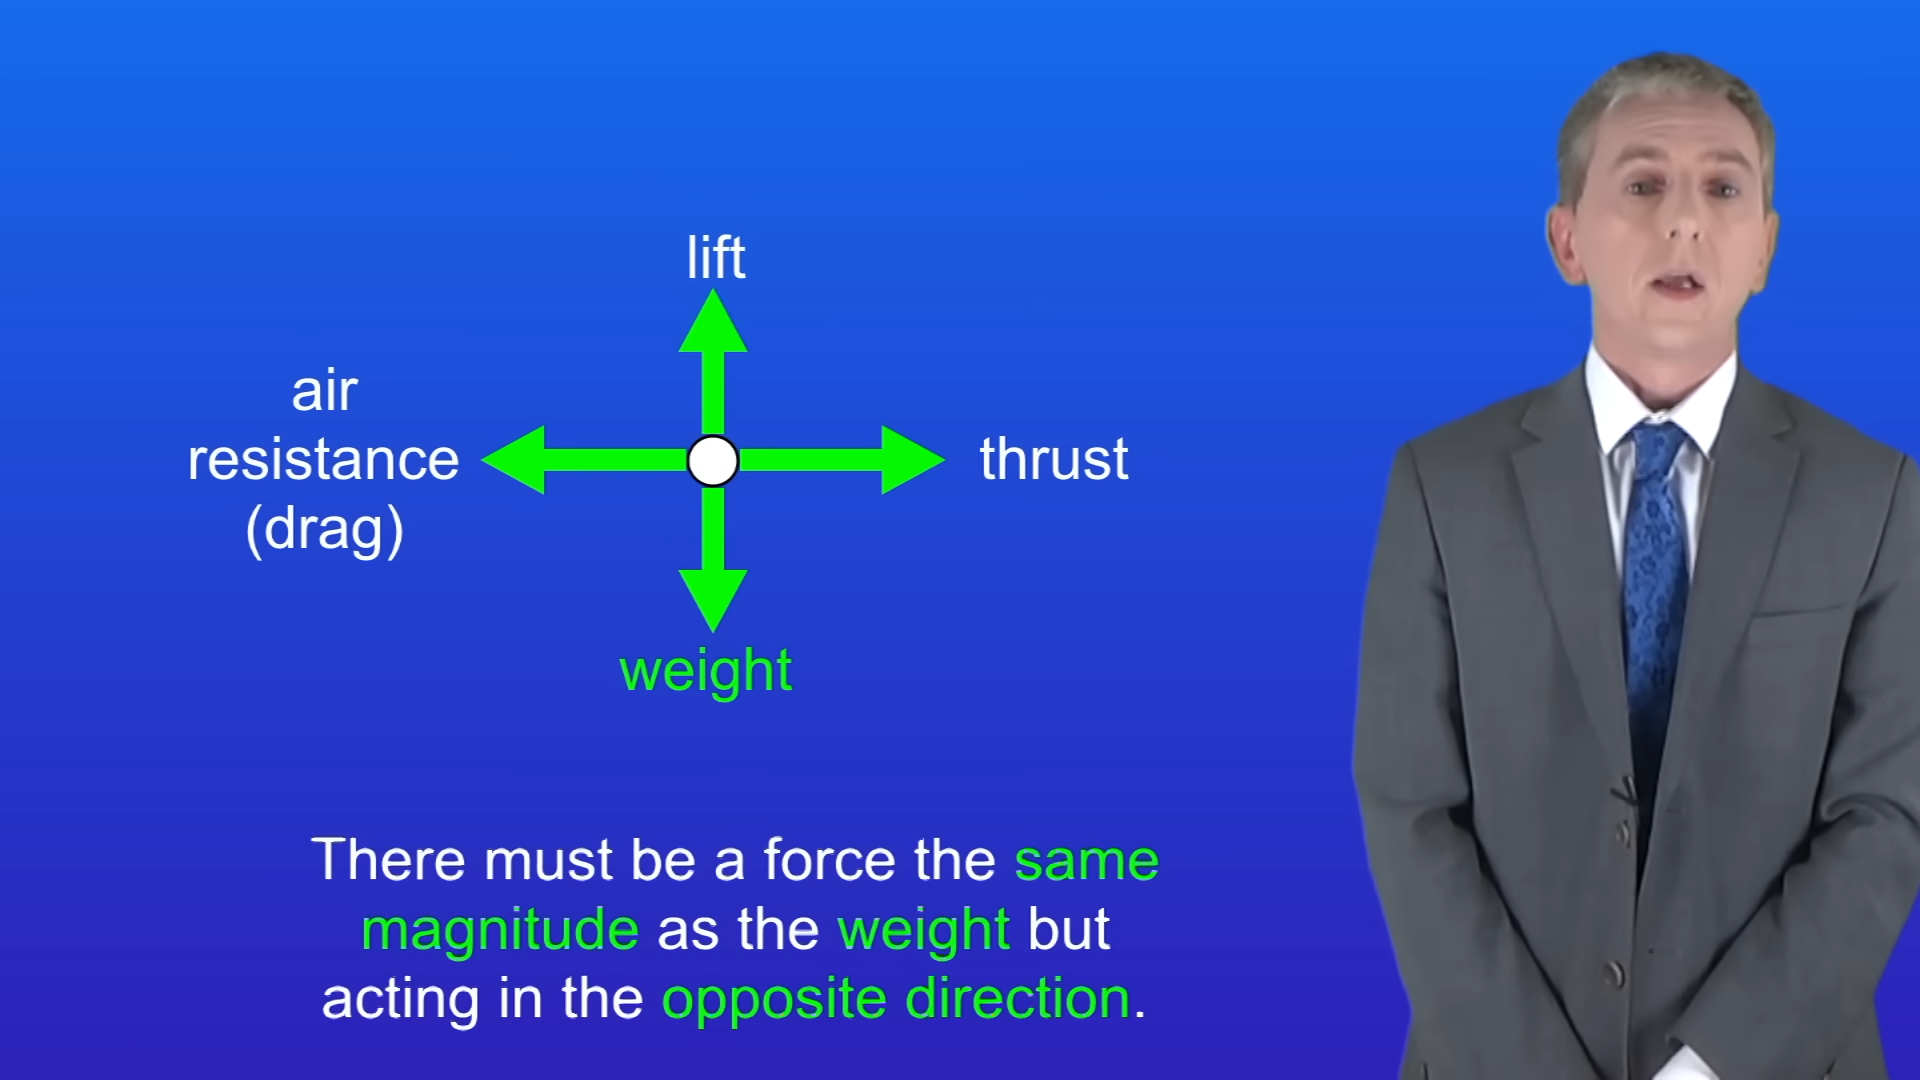 lift
air
resistance
(drag)
thrust
weight
There must be a force the same
magnitude as the weight but
acting in the opposite direction.